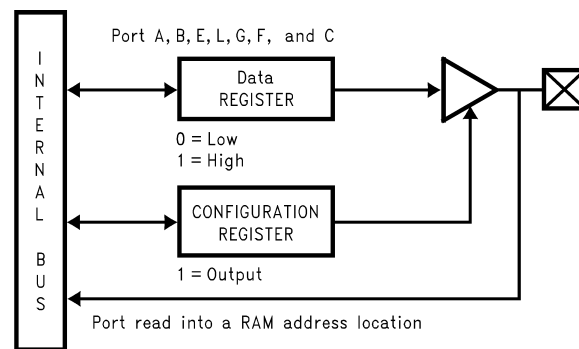 Port A, B, E, L, G, F, and C
INTERNAL BUS
Data
REGISTER
0 = Low
1 = High
CONFIGURATION
REGISTER
1 = Output
Port read into a RAM address location